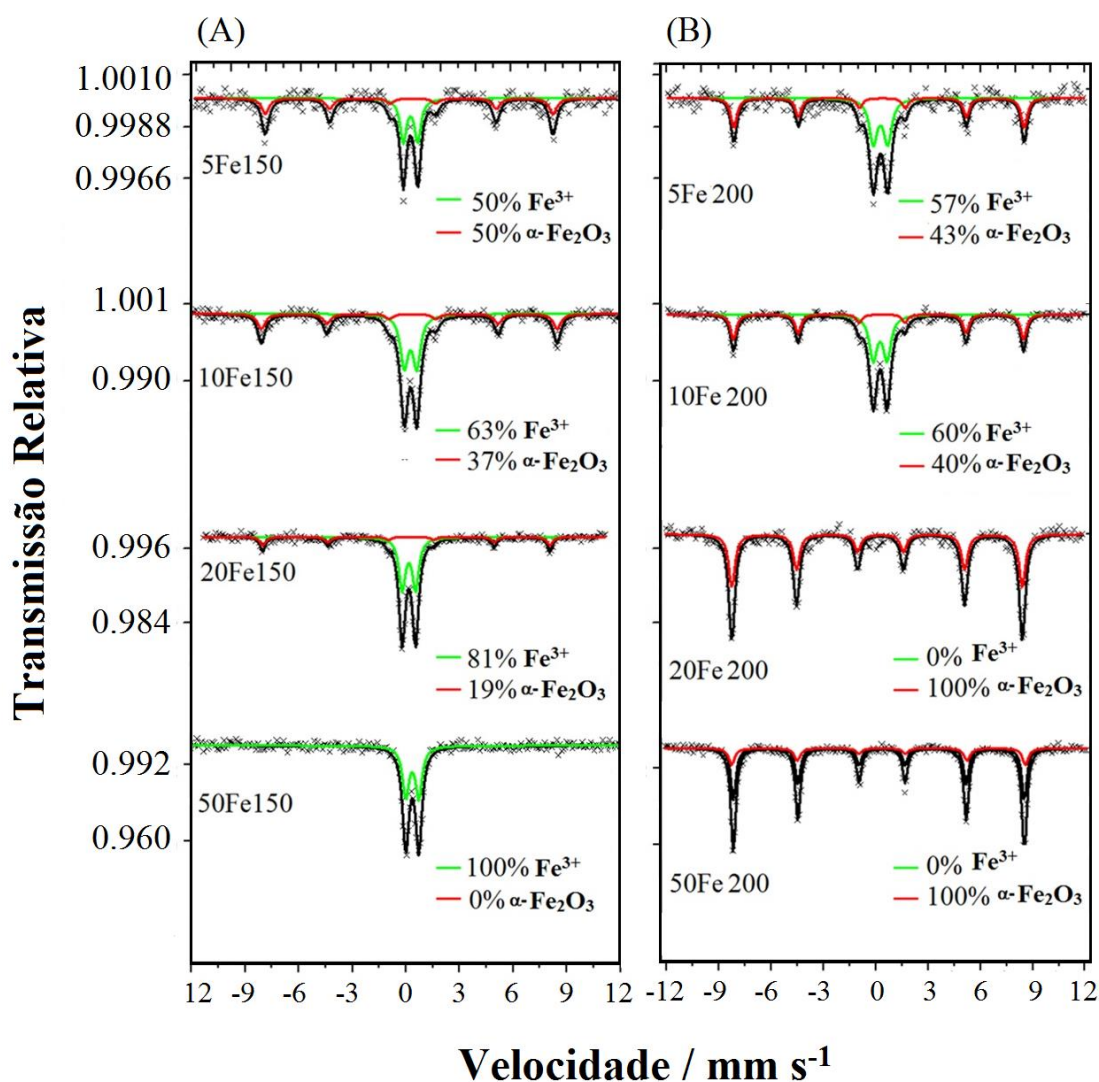 (A)
1.0010
0.9988
0.9966
5Fe150
50% Fe³⁺
50% α-Fe₂O₃
1.001
0.990
10Fe150
63% Fe³⁺
37% α-Fe₂O₃
0.996
0.984
20Fe150
81% Fe³⁺
19% α-Fe₂O₃
0.992
0.960
50Fe150
100% Fe³⁺
0% α-Fe₂O₃
-9 -6 -3 0 3 6 9 12
(B)
5Fe 200
57% Fe³⁺
43% α-Fe₂O₃
10Fe 200
60% Fe³⁺
40% α-Fe₂O₃
20Fe 200
0% Fe³⁺
100% α-Fe₂O₃
50Fe 200
0% Fe³⁺
100% α-Fe₂O₃
-12 -9 -6 -3 0 3 6 9 12
Transmissão Relativa
Velocidade / mm s⁻¹